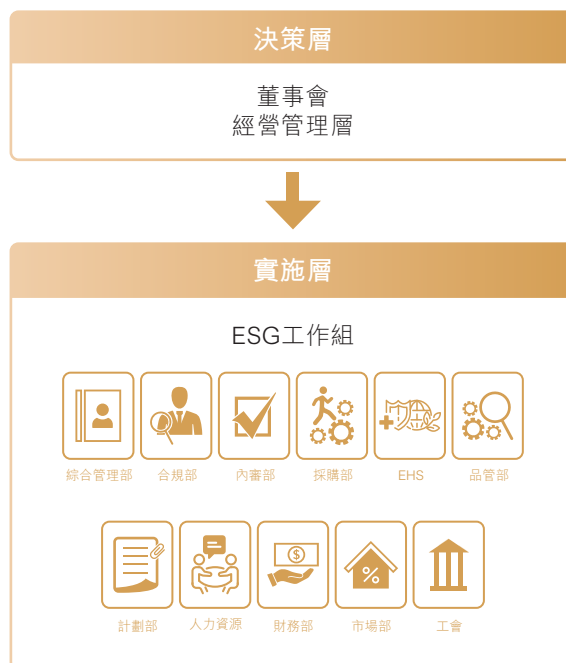 決策層
董事會
經營管理層
實施層
ESG工作組
綜合管理部 合規部 內審部 採購部 EHS 品管部
計劃部 人力資源 財務部 市場部 工會